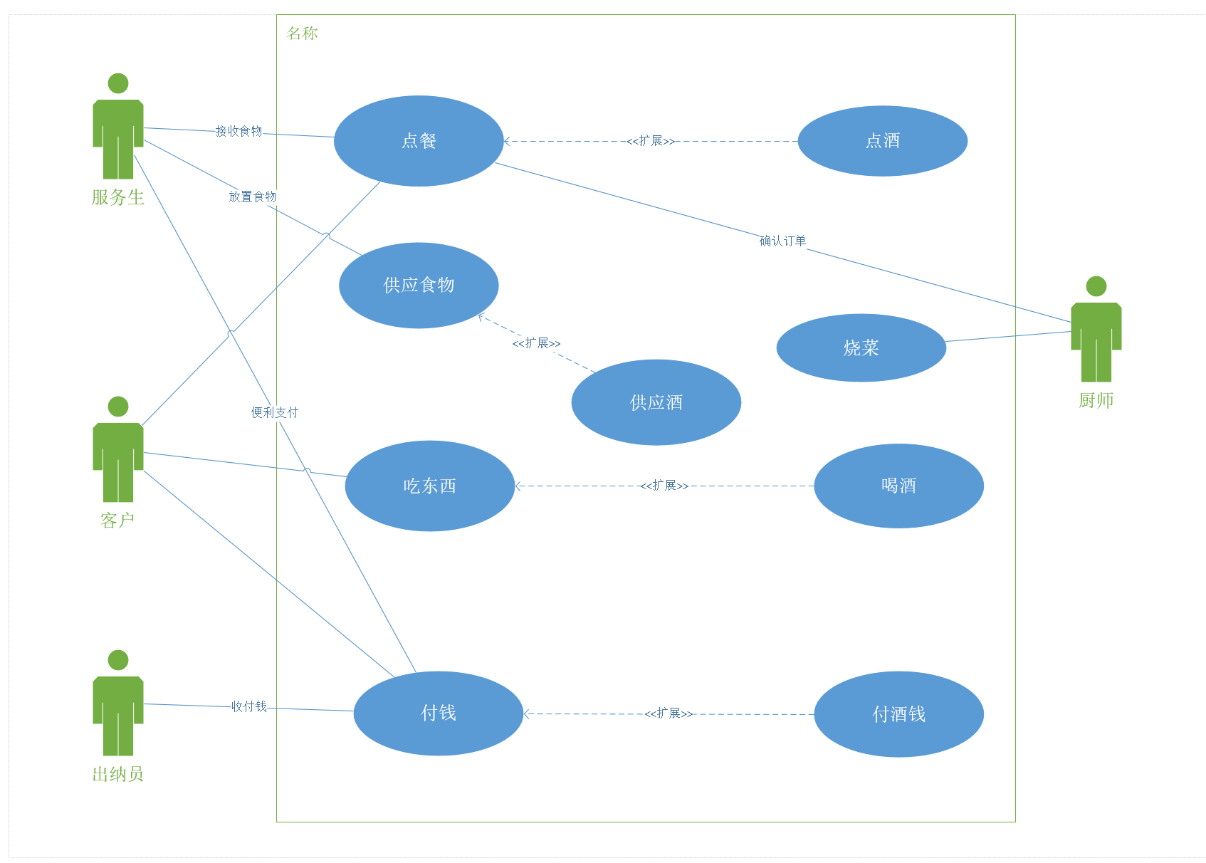 名称
接收食物
点餐
<<扩展>>
点酒
服务生
放置食物
确认订单
供应食物
<<扩展>>
烧菜
供应酒
厨师
便利支付
吃东西
<<扩展>>
喝酒
客户
收付钱
付钱
<<扩展>>
付酒钱
出纳员